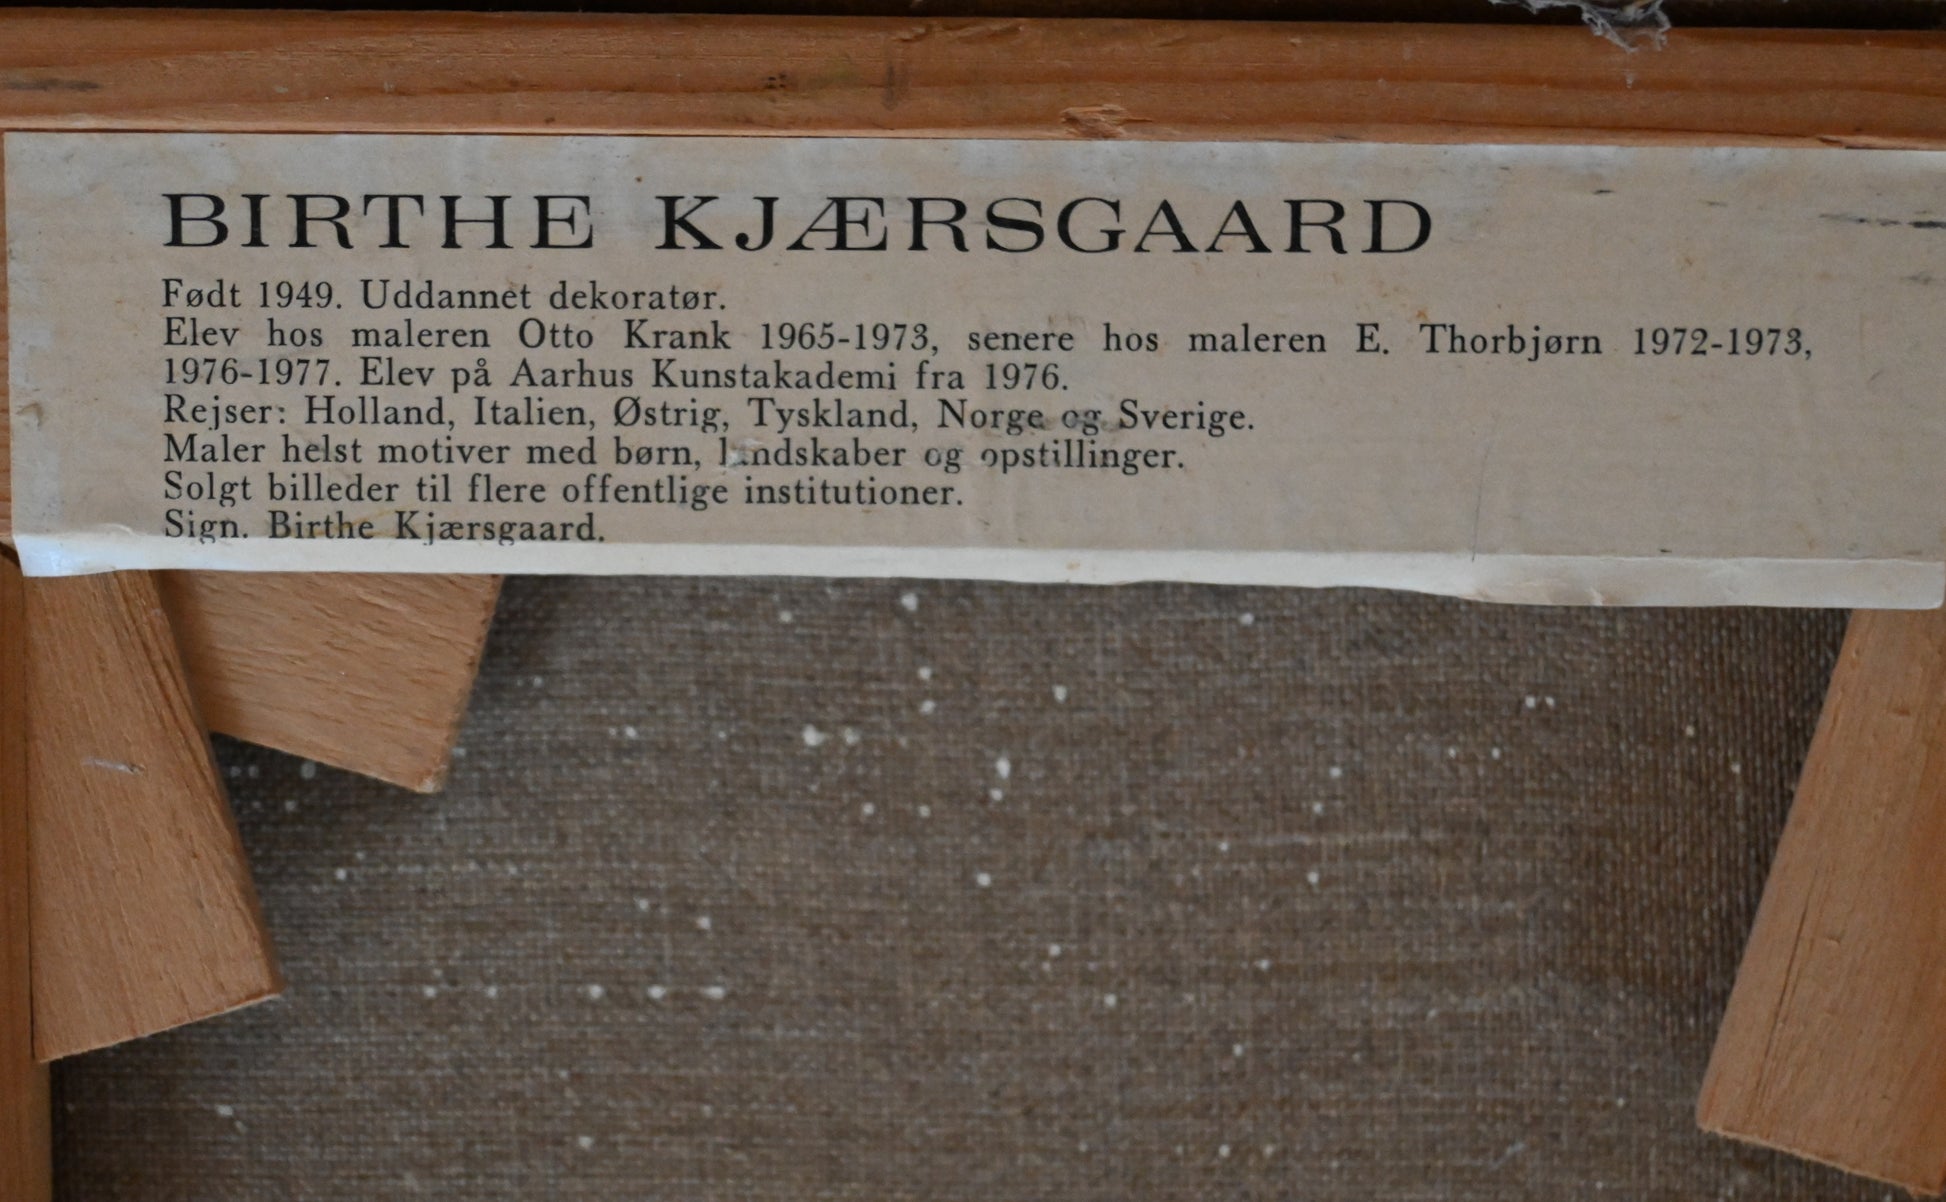 BIRTHE KJÆRSGAARD
Født 1949. Uddannet dekoratør.
Elev hos maleren Otto Krank 1965-1973, senere hos maleren E. Thorbjørn 1972-1973,
1976-1977. Elev på Aarhus Kunstakademi fra 1976.
Rejser: Holland, Italien, Østrig, Tyskland, Norge og Sverige.
Maler helst motiver med børn, landskaber og opstillinger.
Solgt billeder til flere offentlige institutioner.
Sign. Birthe Kjærsgaard.